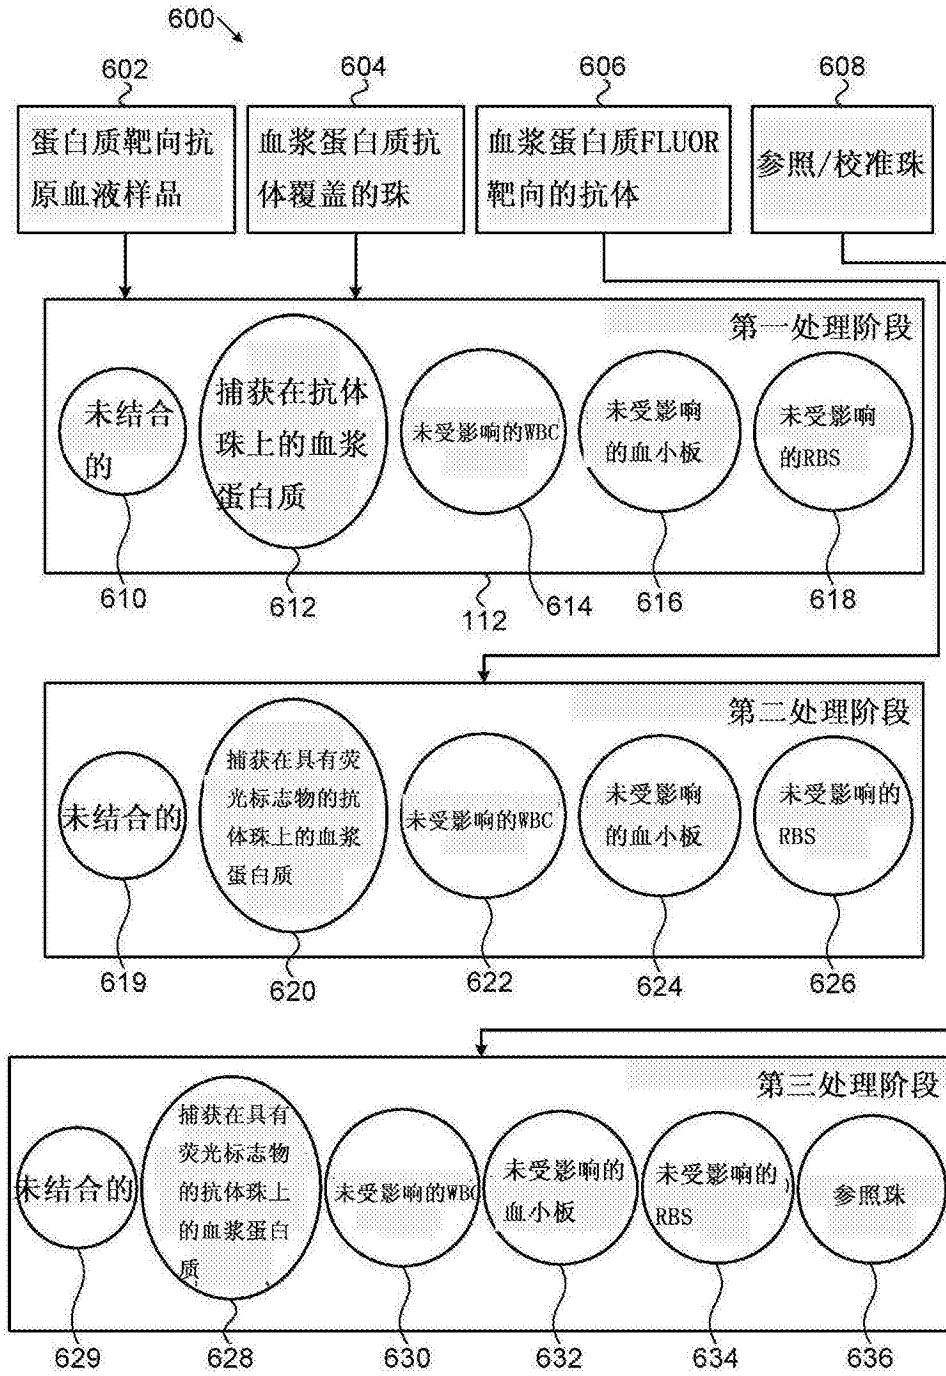 600
602
604
606
608
蛋白质靶向抗
原血液样品
血浆蛋白质抗
体覆盖的珠
血浆蛋白质FLUOR
靶向的抗体
参照/校准珠
第一处理阶段
未结合
的
捕获在抗体
珠上的血浆
蛋白质
未受影响的WBC
未受影响
的血小板
未受影响
的RBS
610
612
112
614
616
618
第二处理阶段
未结合的
捕获在具有荧
光标志物的抗
体珠上的血浆
蛋白质
未受影响的WBC
未受影响
的血小板
未受影响的
RBS
619
620
622
624
626
第三处理阶段
未结合的
捕获在具有
荧光标志物
的抗体珠上
的血浆蛋白
质
未受影响的WBC
未受影响的
血小板
未受影响的
RBS
参照珠
629
628
630
632
634
636